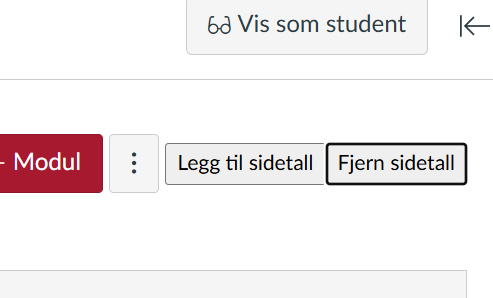 Vis som student
+ Modul
Legg til sidetall
Fjern sidetall